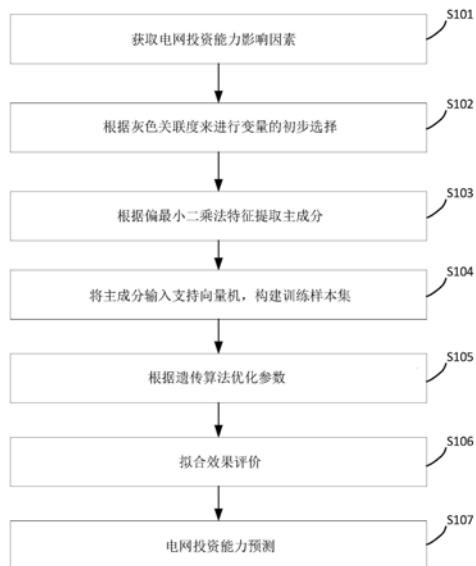 S101
获取电网投资能力影响因素
S102
根据灰色关联度来进行变量的初步选择
S103
根据偏最小二乘法特征提取主成分
S104
将主成分输入支持向量机，构建训练样本集
S105
根据遗传算法优化参数
S106
拟合效果评价
S107
电网投资能力预测